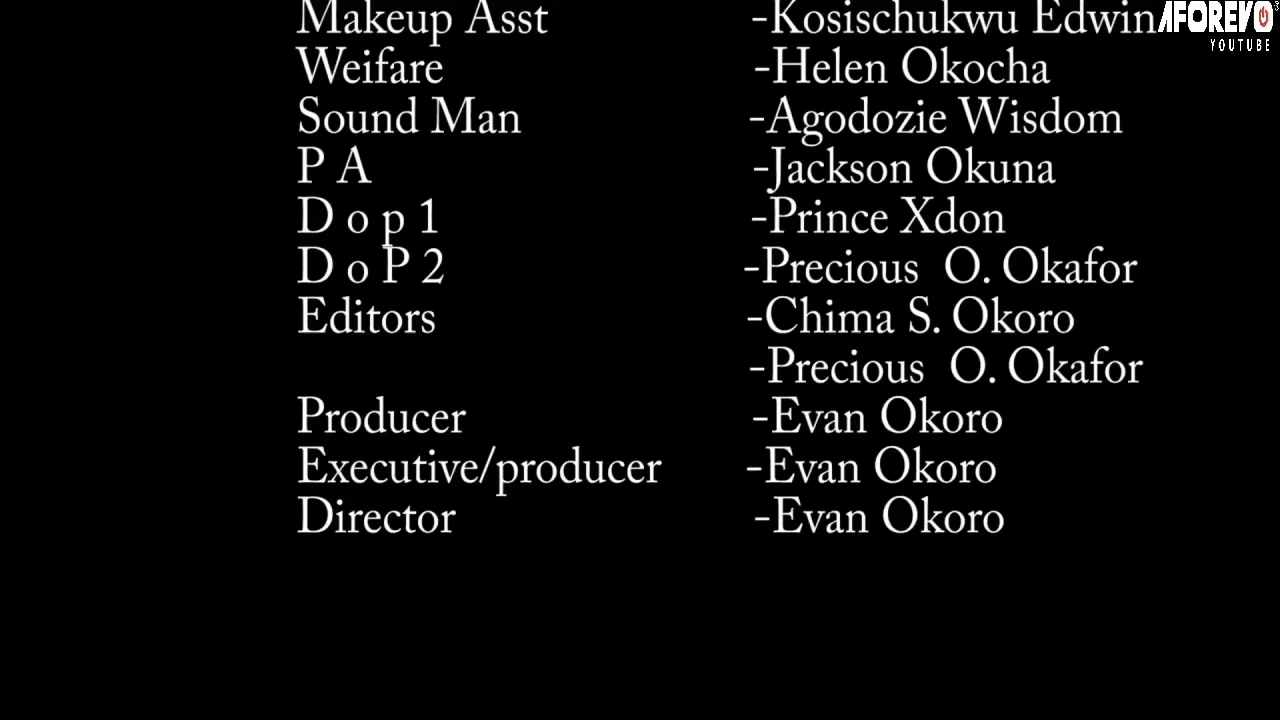 Makeup Asst -Kosischukwu Edwin
Weifare -Helen Okocha
Sound Man -Agodozie Wisdom
P A -Jackson Okuna
D o p 1 -Prince Xdon
D o P 2 -Precious O. Okafor
Editors -Chima S. Okoro
-Precious O. Okafor
Producer -Evan Okoro
Executive/producer -Evan Okoro
Director -Evan Okoro
AFOREVO
YOUTUBE